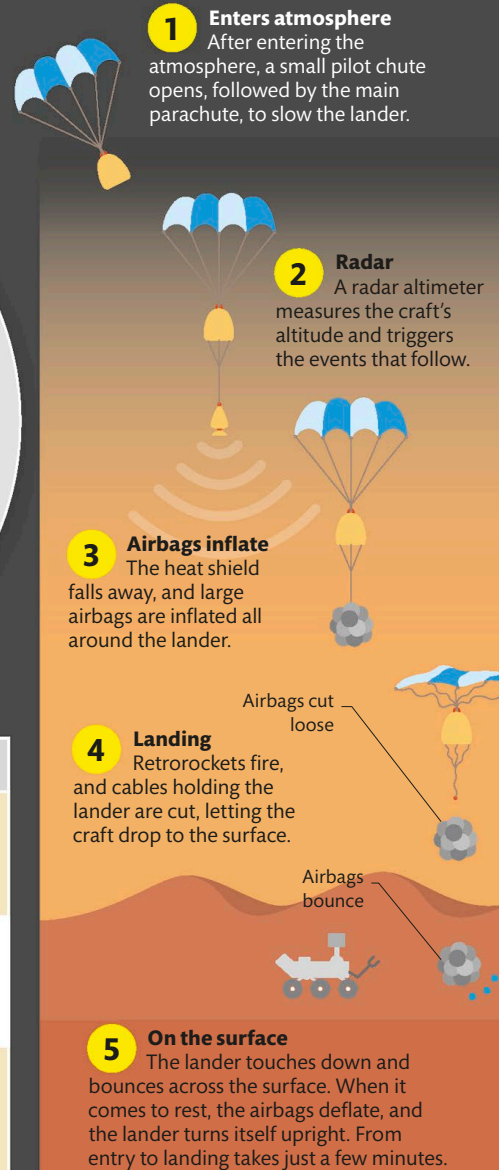 1
Enters atmosphere
After entering the
atmosphere, a small pilot chute
opens, followed by the main
parachute, to slow the lander.
2
Radar
A radar altimeter
measures the craft's
altitude and triggers
the events that follow.
3
Airbags inflate
The heat shield
falls away, and large
airbags are inflated all
around the lander.
Airbags cut
loose
4
Landing
Retrorockets fire,
and cables holding the
lander are cut, letting the
craft drop to the surface.
Airbags
bounce
5
On the surface
The lander touches down and
bounces across the surface. When it
comes to rest, the airbags deflate, and
the lander turns itself upright. From
entry to landing takes just a few minutes.